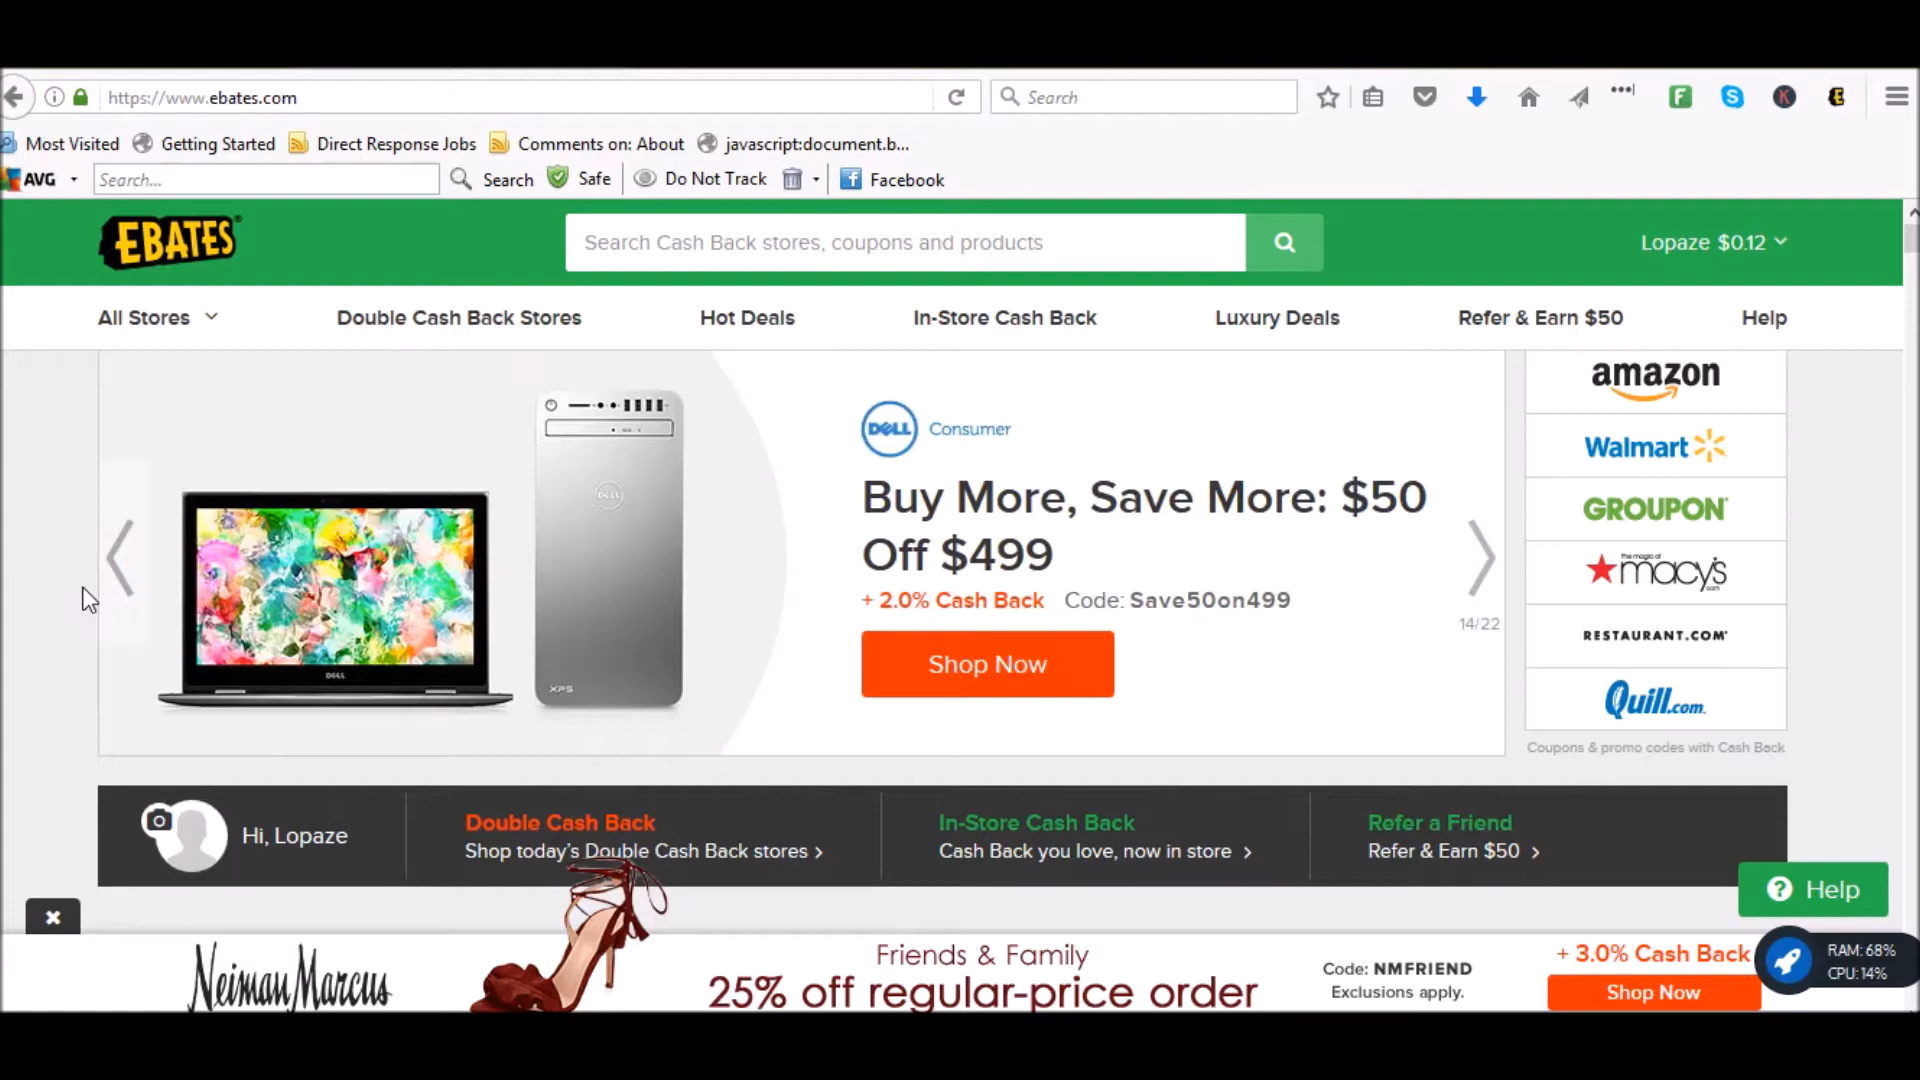 https://www.ebates.com
Search
Most Visited Getting Started Direct Response Jobs Comments on: About javascript:document.b...
AVG Search... Search Safe Do Not Track Facebook
EBATES
Search Cash Back stores, coupons and products
Lopaze $0.12
All Stores Double Cash Back Stores Hot Deals In-Store Cash Back Luxury Deals Refer & Earn $50 Help
DELL Consumer
Buy More, Save More: $50
Off $499
+ 2.0% Cash Back Code: Save50on499
Shop Now
14/22
DELL
DELL
XPS
amazon
Walmart
GROUPON
the magic of
macy's
.com
RESTAURANT.COM
Quill.com
Coupons & promo codes with Cash Back
Hi, Lopaze
Double Cash Back
Shop today's Double Cash Back stores >
In-Store Cash Back
Cash Back you love, now in store >
Refer a Friend
Refer & Earn $50 >
? Help
Neiman Marcus
Friends & Family
25% off regular-price order
Code: NMFRIEND
Exclusions apply.
+ 3.0% Cash Back
Shop Now
RAM: 68%
CPU: 14%